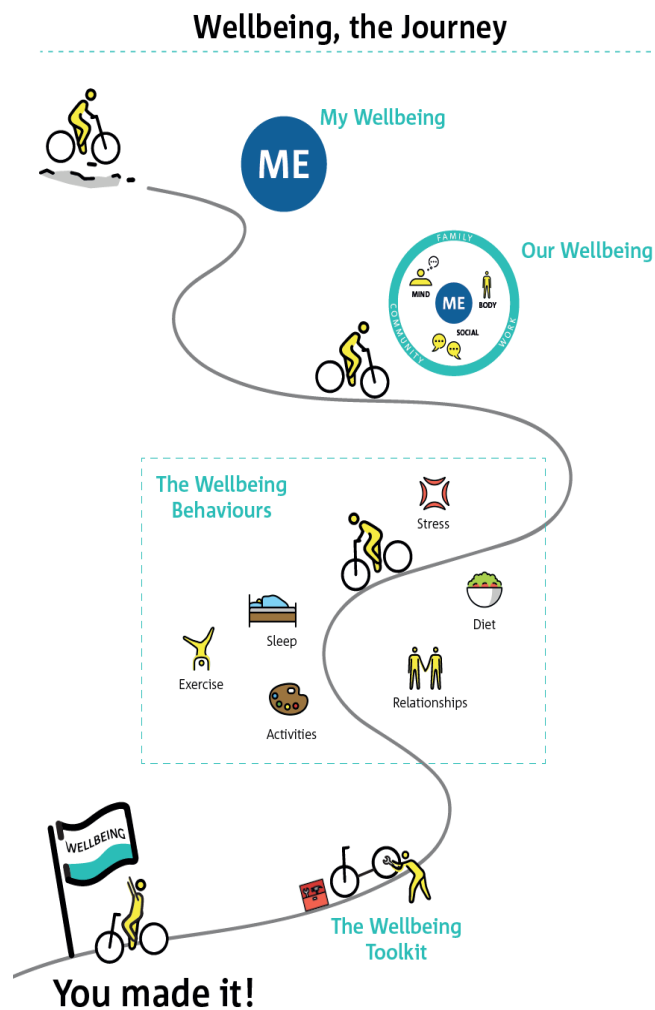 Wellbeing, the Journey
My Wellbeing
ME
Our Wellbeing
FAMILY
MIND
ME
BODY
SOCIAL
COMMUNITY
WORK
The Wellbeing
Behaviours
Stress
Diet
Sleep
Exercise
Relationships
Activities
WELLBEING
The Wellbeing
Toolkit
You made it!